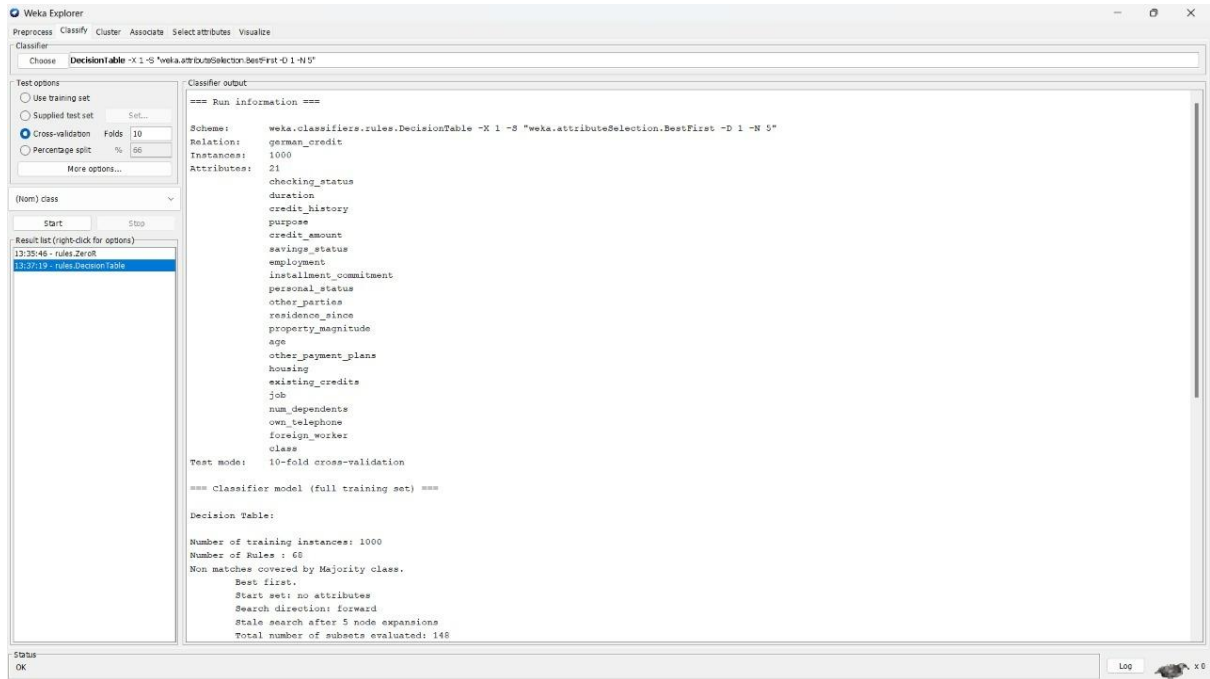 Weka Explorer
Preprocess Classify Cluster Associate Select attributes Visualize
Classifier
Choose DecisionTable -X 1 -S "weka.attributeSelection.BestFirst -D 1 -N 5"
Test options
Use training set
Supplied test set Set...
Cross-validation Folds 10
Percentage split % 66
More options...
(Nom) class
Start Stop
Result list (right-click for options)
13:35:46 - rules.ZeroR
13:37:19 - rules.DecisionTable
Classifier output
=== Run information ===
Scheme: weka.classifiers.rules.DecisionTable -X 1 -S "weka.attributeSelection.BestFirst -D 1 -N 5"
Relation: german_credit
Instances: 1000
Attributes: 21
checking_status
duration
credit_history
purpose
credit_amount
savings_status
employment
installment_commitment
personal_status
other_parties
residence_since
property_magnitude
age
other_payment_plans
housing
existing_credits
job
num_dependents
own_telephone
foreign_worker
class
Test mode: 10-fold cross-validation
=== Classifier model (full training set) ===
Decision Table:
Number of training instances: 1000
Number of Rules : 68
Non matches covered by Majority class.
Best first.
Start set: no attributes
Search direction: forward
Stale search after 5 node expansions
Total number of subsets evaluated: 148
Status
OK
Log x 0